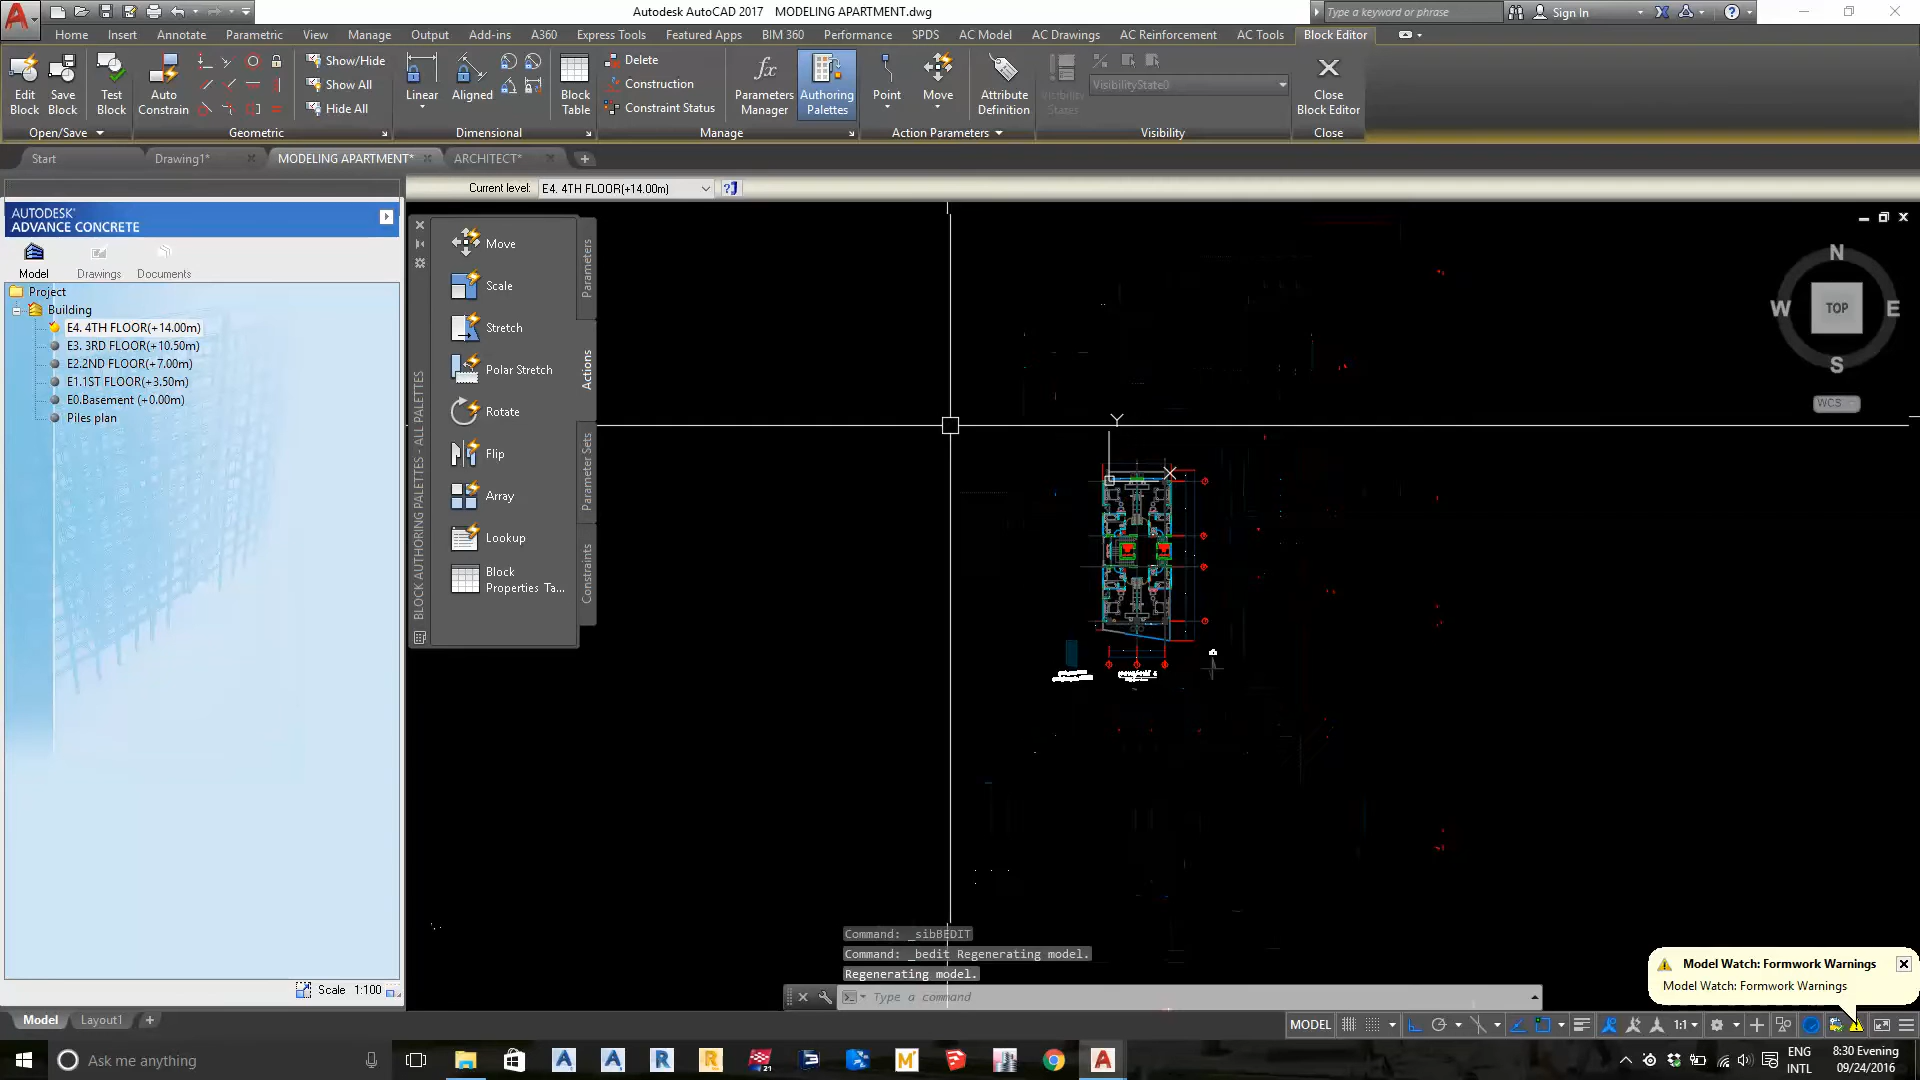 Autodesk AutoCAD 2017 MODELING APARTMENT.dwg
Type a keyword or phrase
Sign In
Home Insert Annotate Parametric View Manage Output Add-ins A360 Express Tools Featured Apps BIM 360 Performance SPDS AC Model AC Drawings AC Reinforcement AC Tools Block Editor
Edit Block
Save Block
Test Block
Auto Constrain
Show/Hide
Show All
Hide All
Linear
Aligned
Block Table
Delete
Construction
Constraint Status
Parameters Manager
Authoring Palettes
Point
Move
Attribute Definition
Visibility States
VisibilityState0
Close Block Editor
Open/Save
Geometric
Dimensional
Manage
Action Parameters
Visibility
Close
Start
Drawing1*
MODELING APARTMENT*
ARCHITECT*
Current level: E4. 4TH FLOOR(+14.00m)
AUTODESK
ADVANCE CONCRETE
Model Drawings Documents
Project
Building
E4. 4TH FLOOR(+14.00m)
E3. 3RD FLOOR(+10.50m)
E2.2ND FLOOR(+7.00m)
E1.1ST FLOOR(+3.50m)
E0.Basement (+0.00m)
Piles plan
Scale 1:100
Move
Scale
Stretch
Polar Stretch
Rotate
Flip
Array
Lookup
Block
Properties Ta...
Parameters
Actions
Parameter Sets
Constraints
BLOCK AUTHORING PALETTES - ALL PALETTES
N
W TOP E
S
WCS
Y
X
Command: _sibBEDIT
Command: _bedit Regenerating model.
Regenerating model.
Type a command
Model Watch: Formwork Warnings
Model Watch: Formwork Warnings
Model Layout1
MODEL
1:1
Ask me anything
21
ENG
INTL
8:30 Evening
09/24/2016